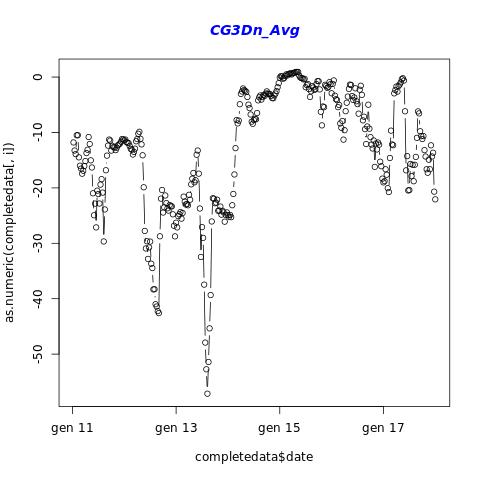 CG3Dn_Avg
0
-10
-20
-30
-40
-50
as.numeric(completedata[, i])
gen 11
gen 13
gen 15
gen 17
completedata$date